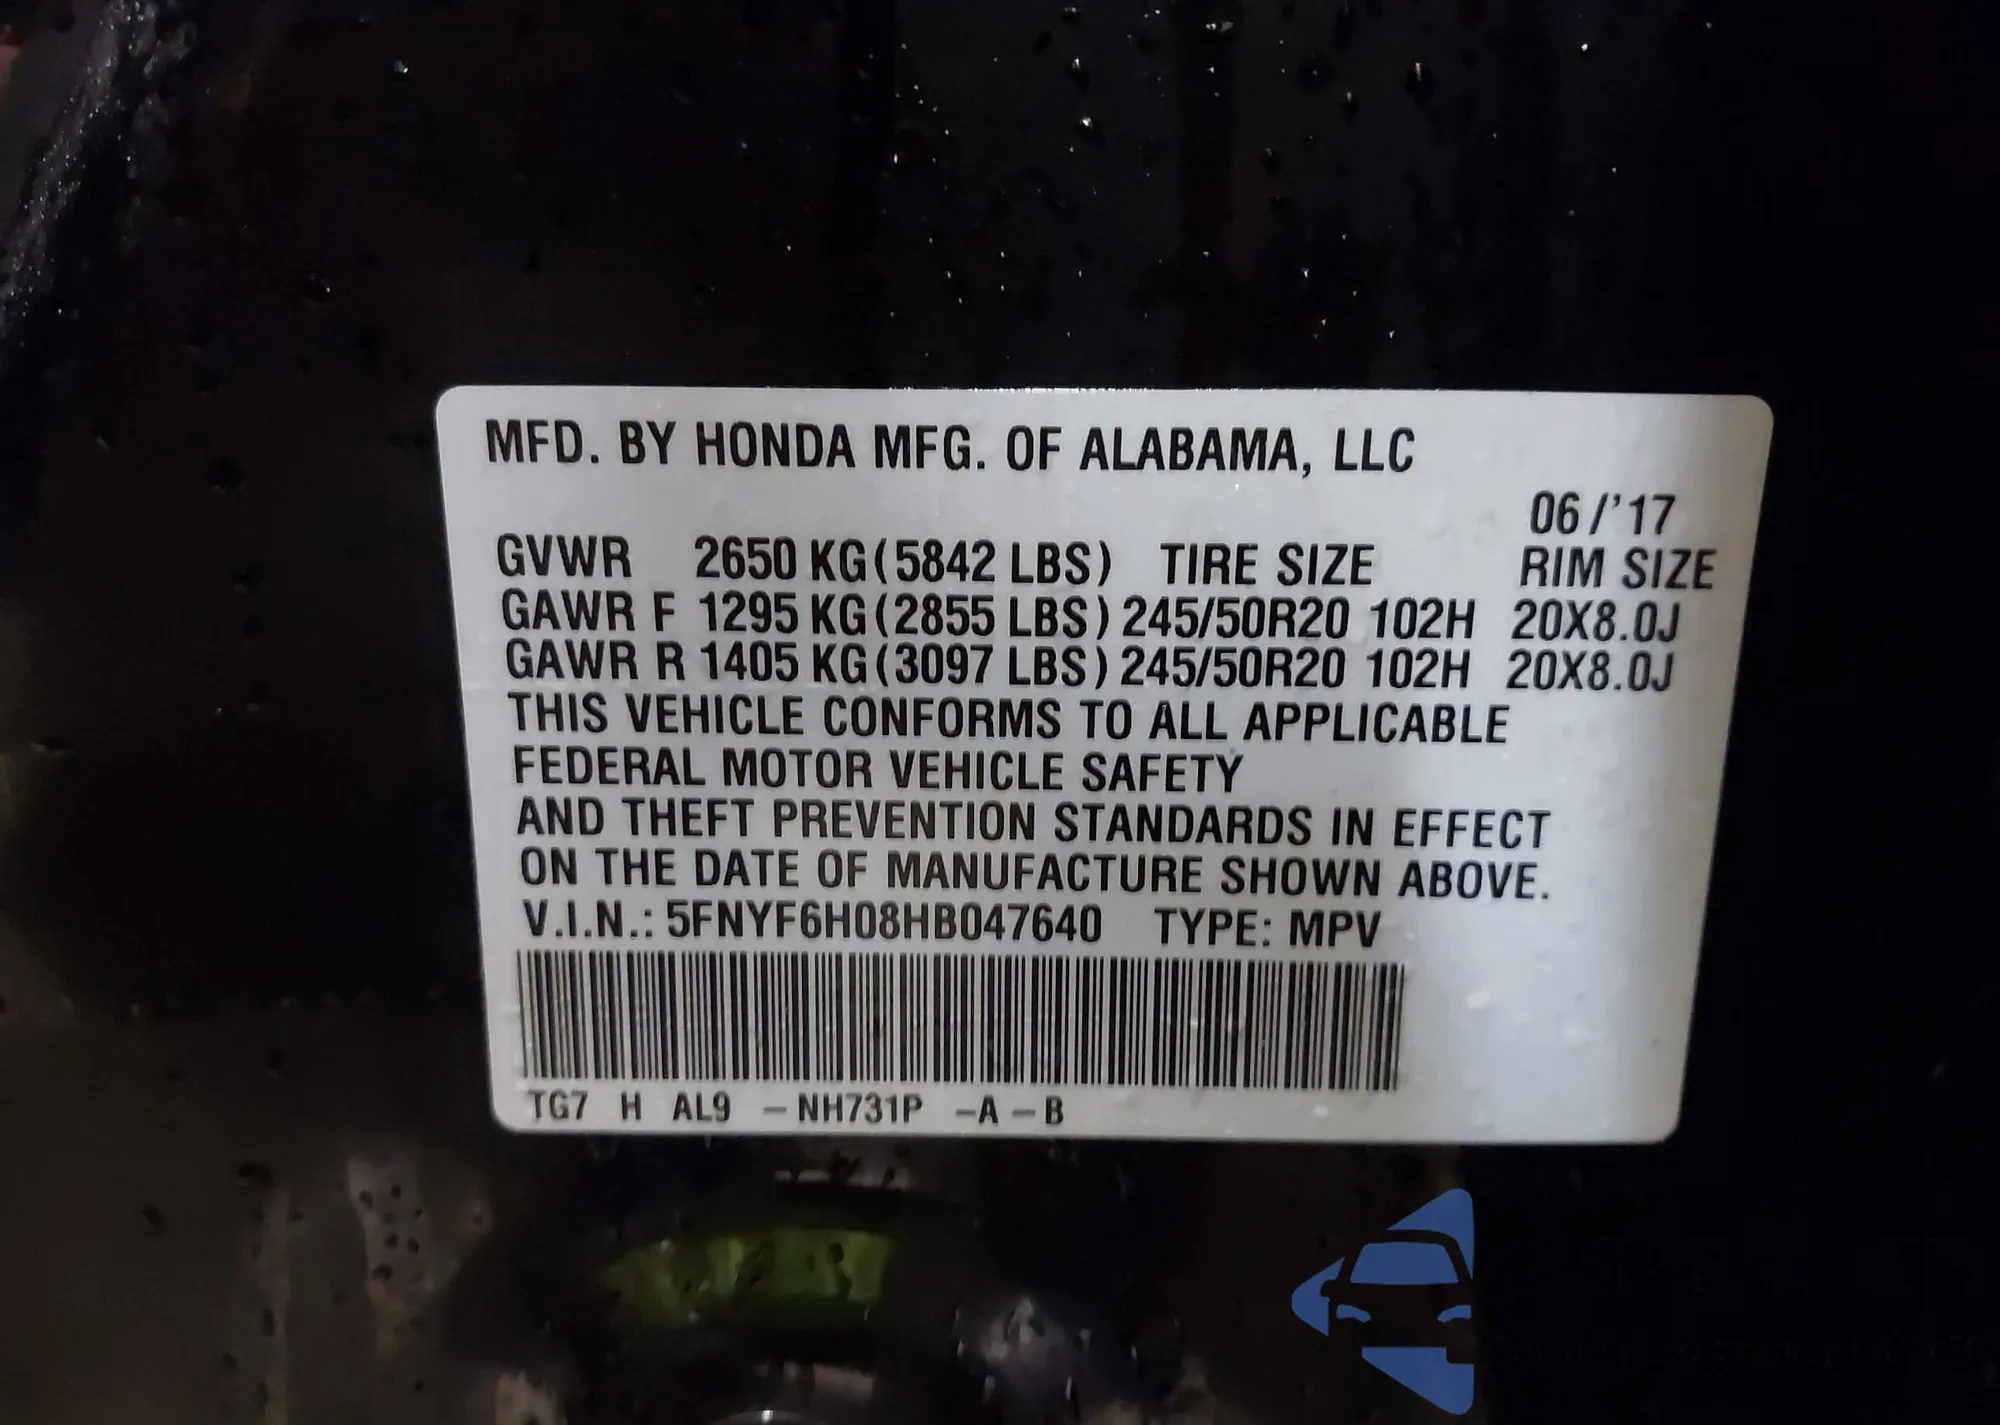 MFD. BY HONDA MFG. OF ALABAMA, LLC
06/'17
GVWR 2650 KG (5842 LBS) TIRE SIZE RIM SIZE
GAWR F 1295 KG (2855 LBS) 245/50R20 102H 20X8.0J
GAWR R 1405 KG (3097 LBS) 245/50R20 102H 20X8.0J
THIS VEHICLE CONFORMS TO ALL APPLICABLE
FEDERAL MOTOR VEHICLE SAFETY
AND THEFT PREVENTION STANDARDS IN EFFECT
ON THE DATE OF MANUFACTURE SHOWN ABOVE.
V.I.N.: 5FNYF6H08HB047640 TYPE: MPV
TG7 H AL9 – NH731P –A – B